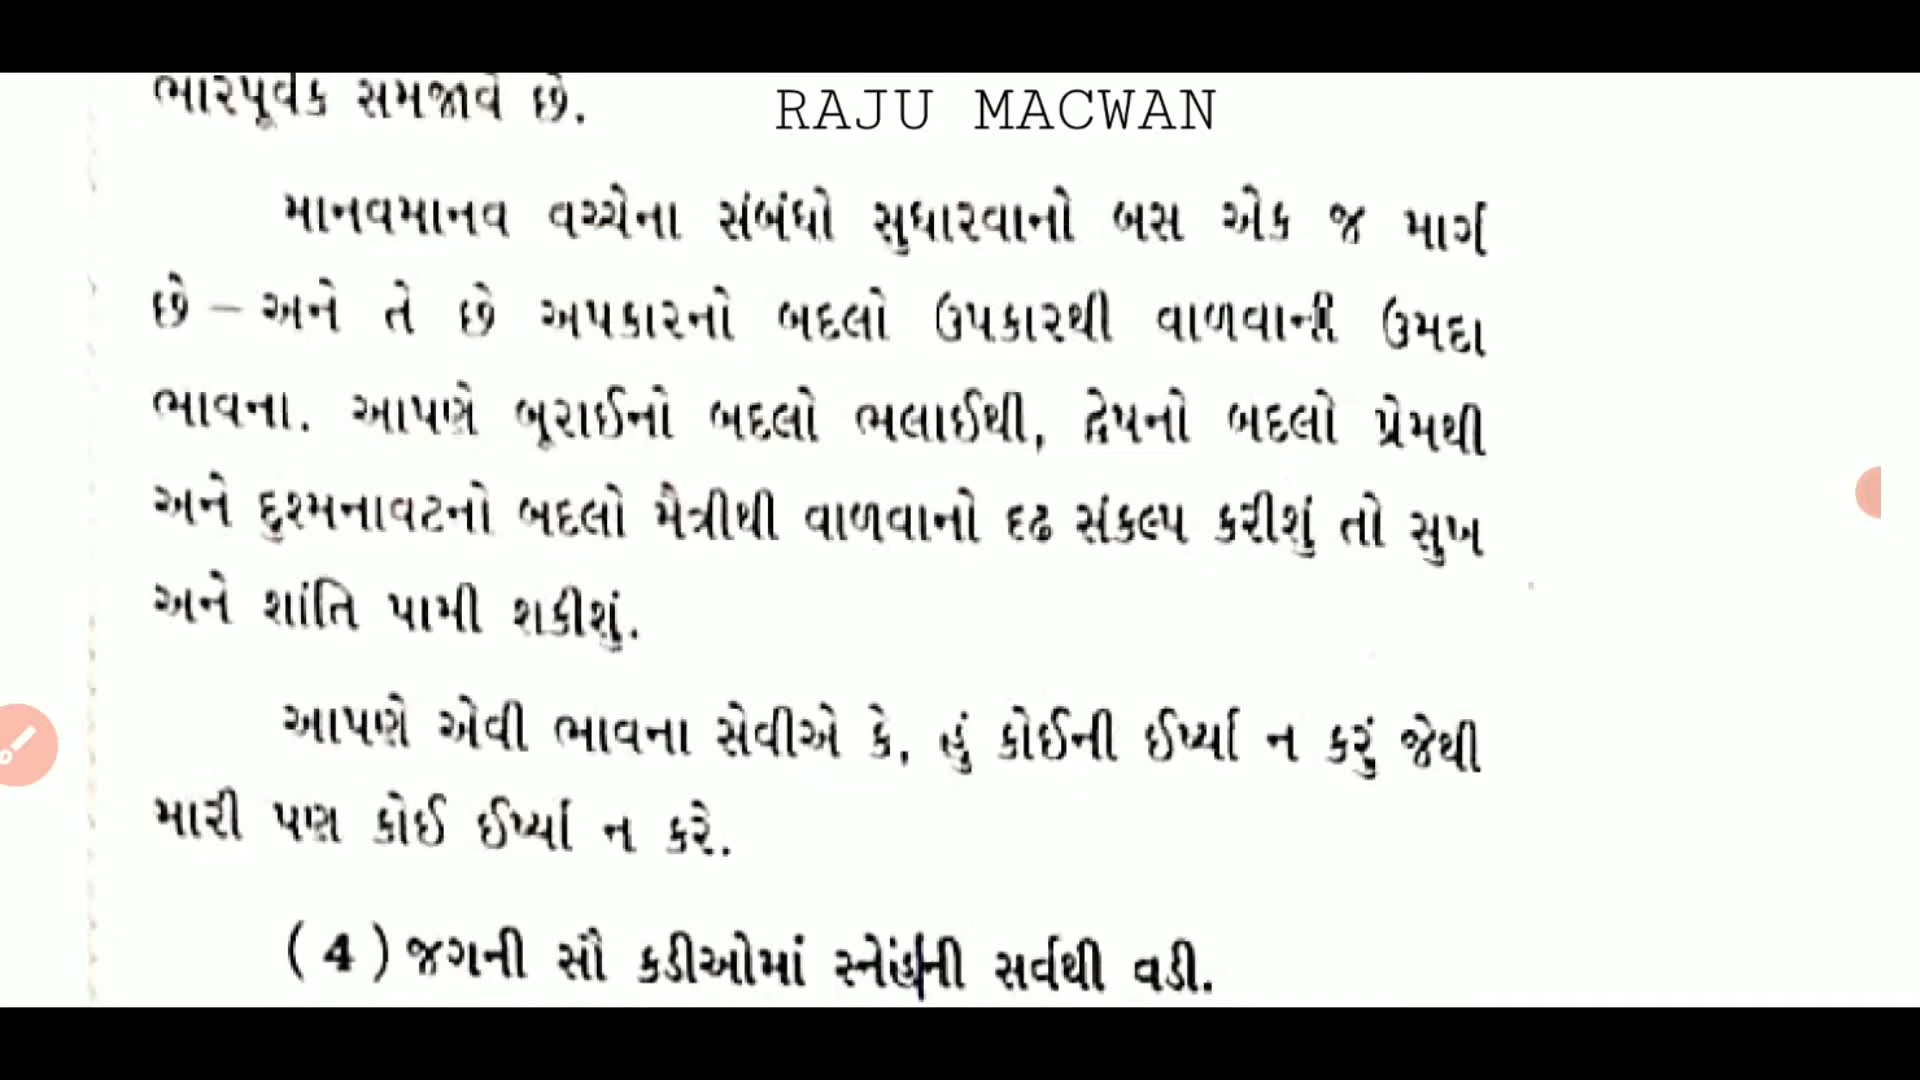 ભારપૂર્વક સમજાવે છે.
RAJU MACWAN
માનવમાનવ વચ્ચેના સંબંધો સુધારવાનો બસ એક જ માર્ગ
છે – અને તે છે અપકારનો બદલો ઉપકારથી વાળવાની ઉમદા
ભાવના. આપણે બૂરાઈનો બદલો ભલાઈથી, દ્વેષનો બદલો પ્રેમથી
અને દુશ્મનાવટનો બદલો મૈત્રીથી વાળવાનો દૃઢ સંકલ્પ કરીશું તો સુખ
અને શાંતિ પામી શકીશું.
આપણે એવી ભાવના સેવીએ કે, હું કોઈની ઈર્ષ્યા ન કરું જેથી
મારી પણ કોઈ ઈર્ષ્યા ન કરે.
(4) જગની સૌ કડીઓમાં સ્નેહની સર્વથી વડી.